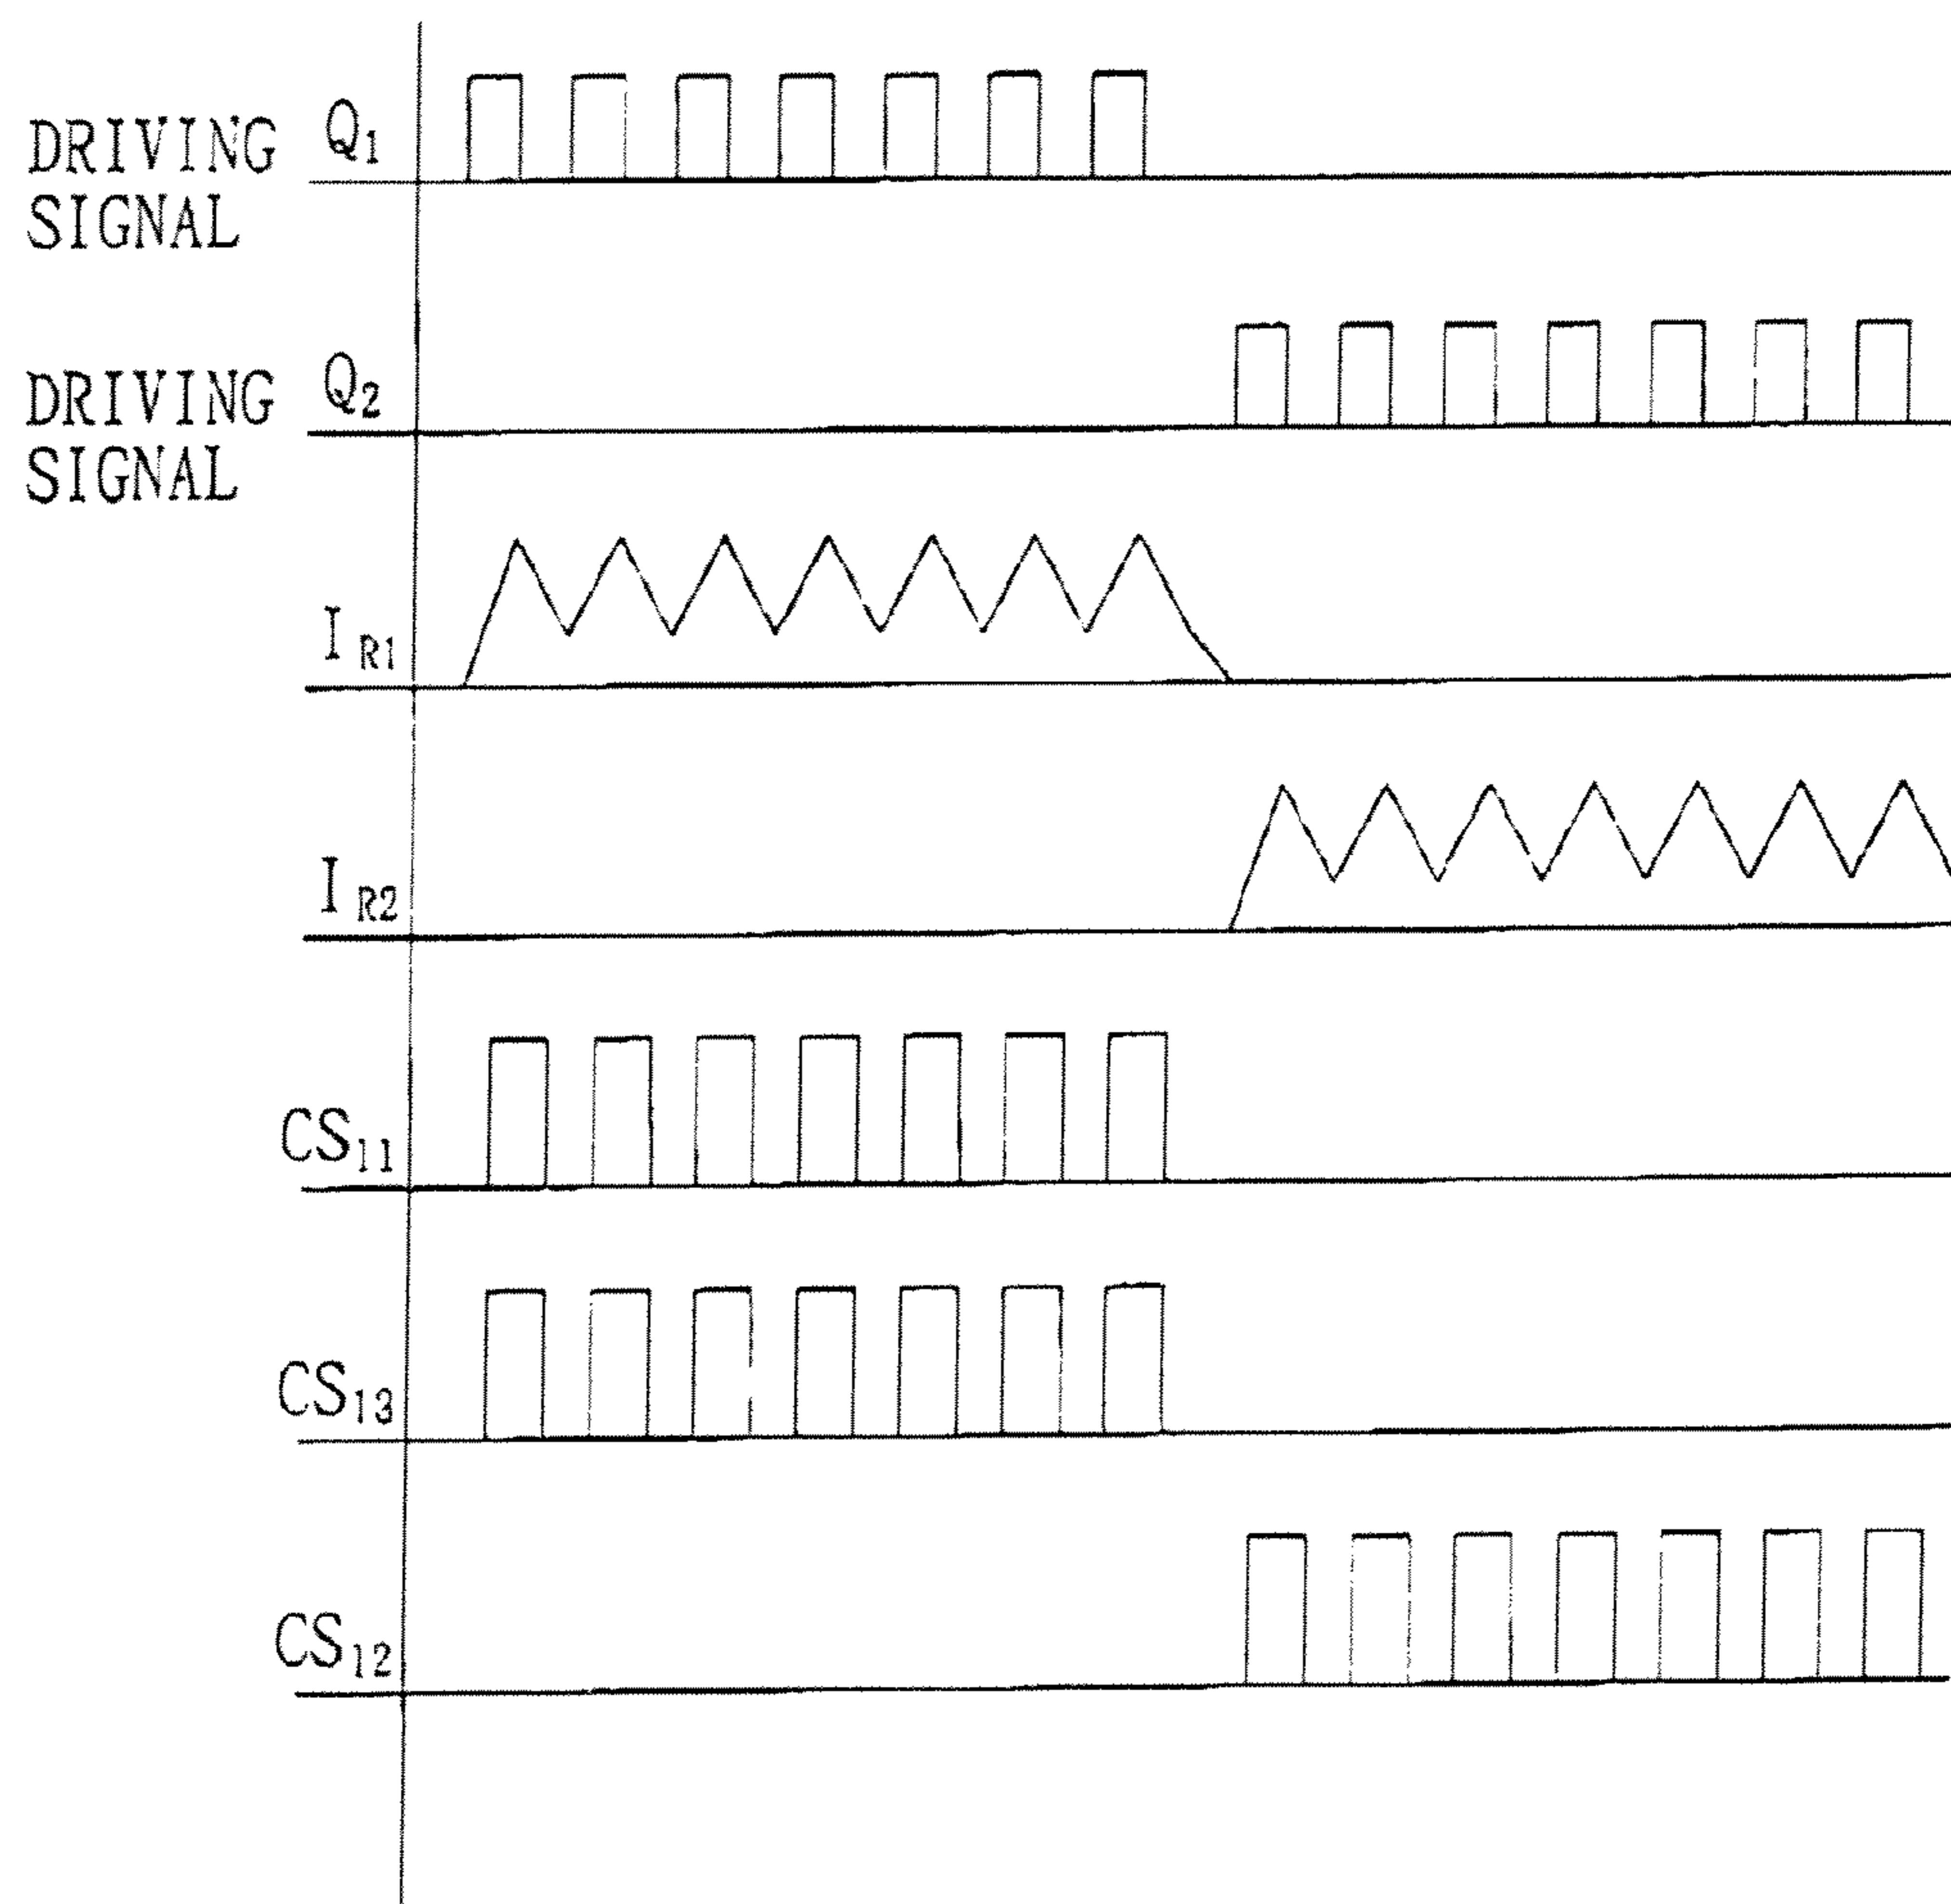 DRIVING Q₁
SIGNAL
DRIVING Q₂
SIGNAL
I R1
I R2
CS₁₁
CS₁₃
CS₁₂